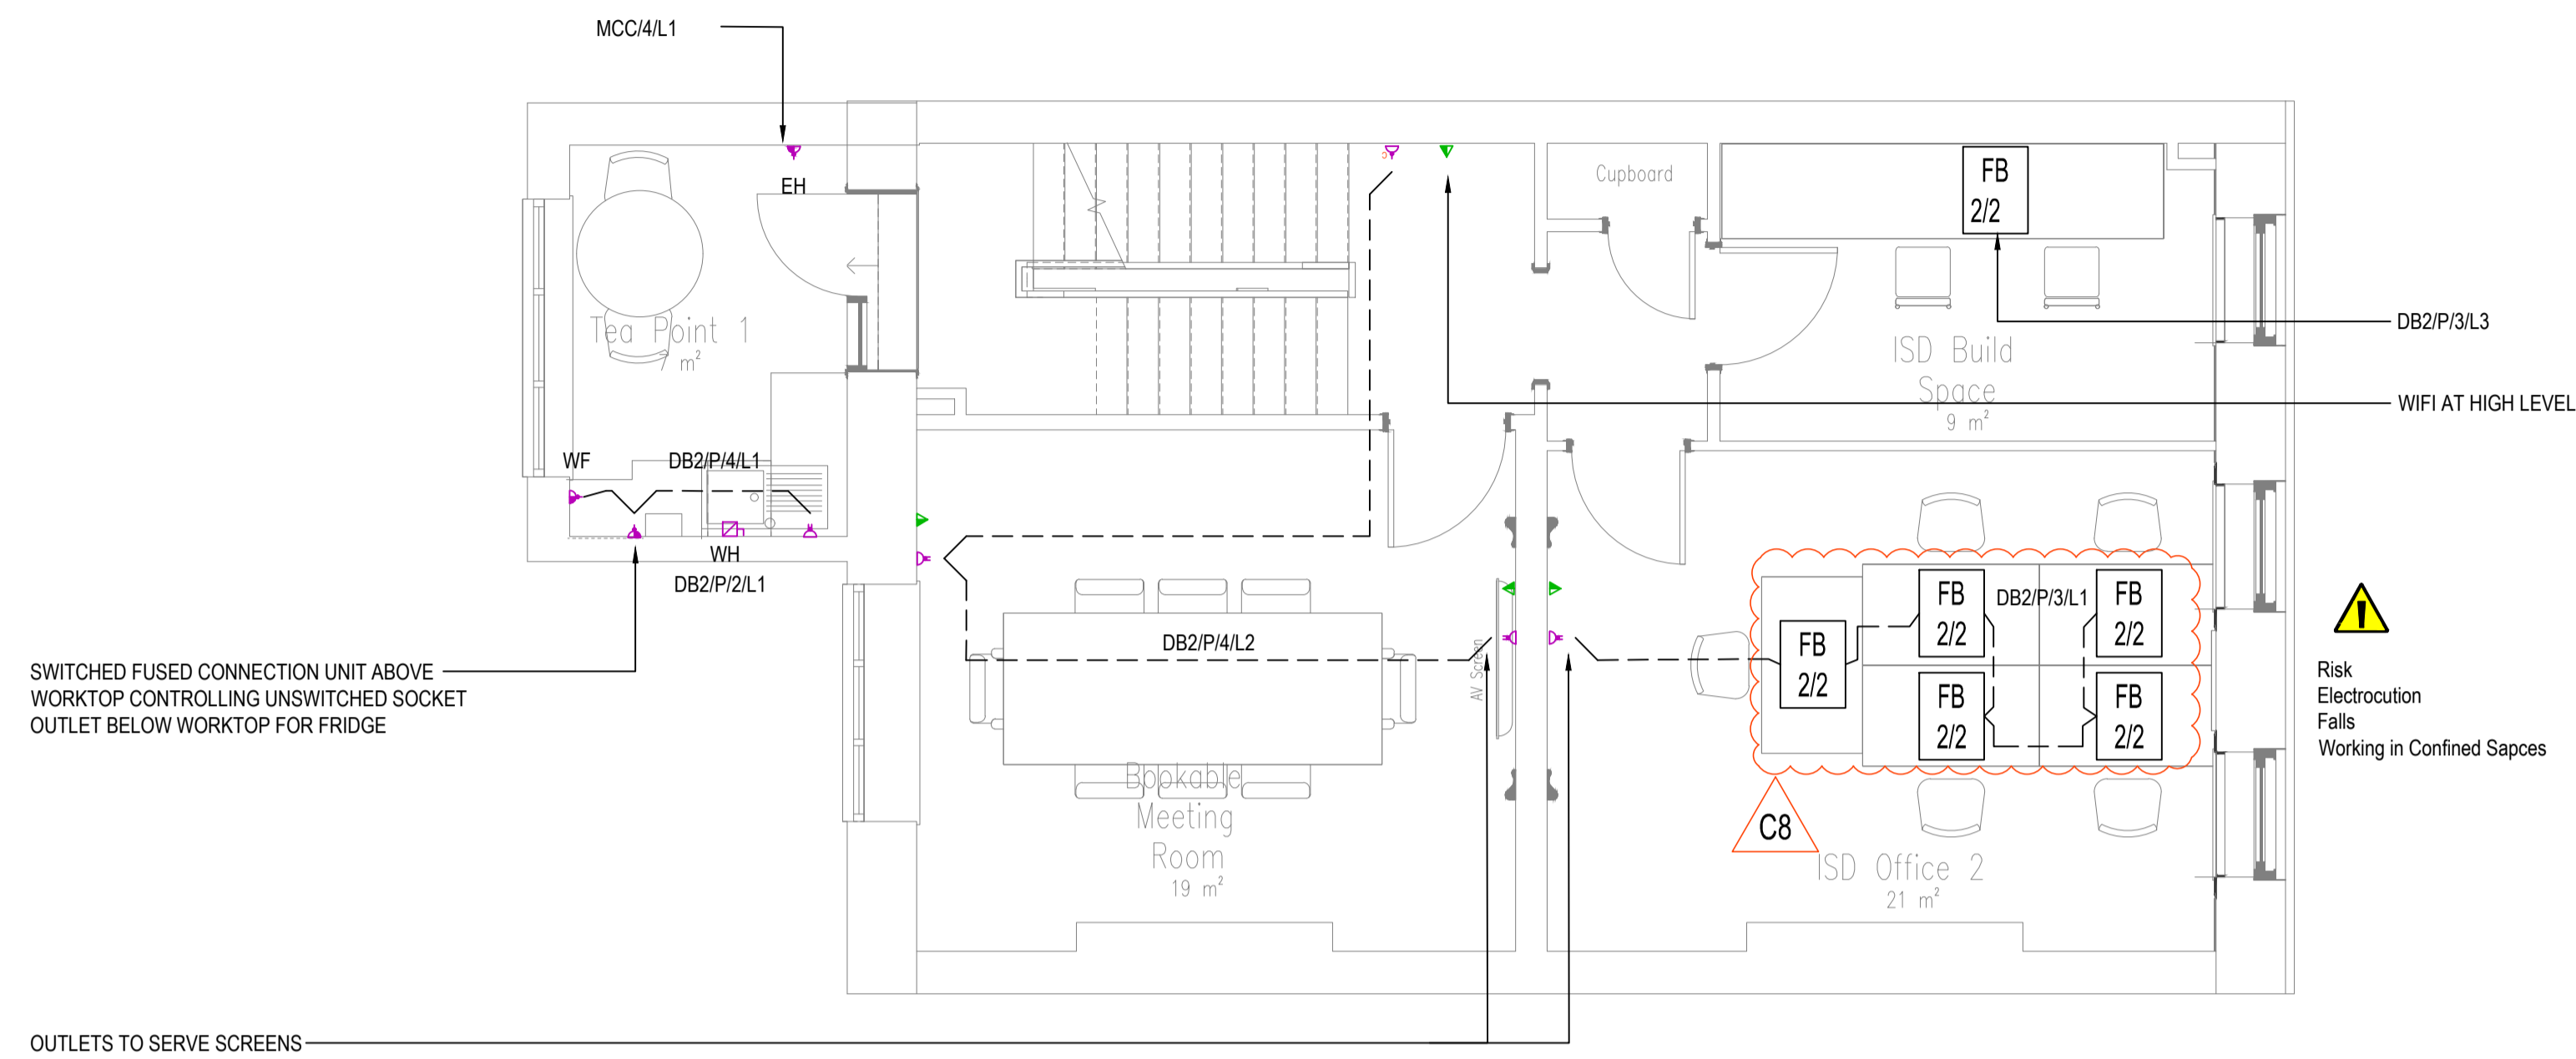 MCC/4/L1
EH
Cupboard
FB
2/2
Tea Point 1
7 m²
ISD Build
Space
9 m²
DB2/P/3/L3
WIFI AT HIGH LEVEL
WF
DB2/P/4/L1
WH
DB2/P/2/L1
SWITCHED FUSED CONNECTION UNIT ABOVE
WORKTOP CONTROLLING UNSWITCHED SOCKET
OUTLET BELOW WORKTOP FOR FRIDGE
DB2/P/4/L2
AV Screen
Bookable
Meeting
Room
19 m²
FB
2/2
FB
2/2
DB2/P/3/L1
FB
2/2
FB
2/2
FB
2/2
C8
ISD Office 2
21 m²
!
Risk
Electrocution
Falls
Working in Confined Sapces
OUTLETS TO SERVE SCREENS